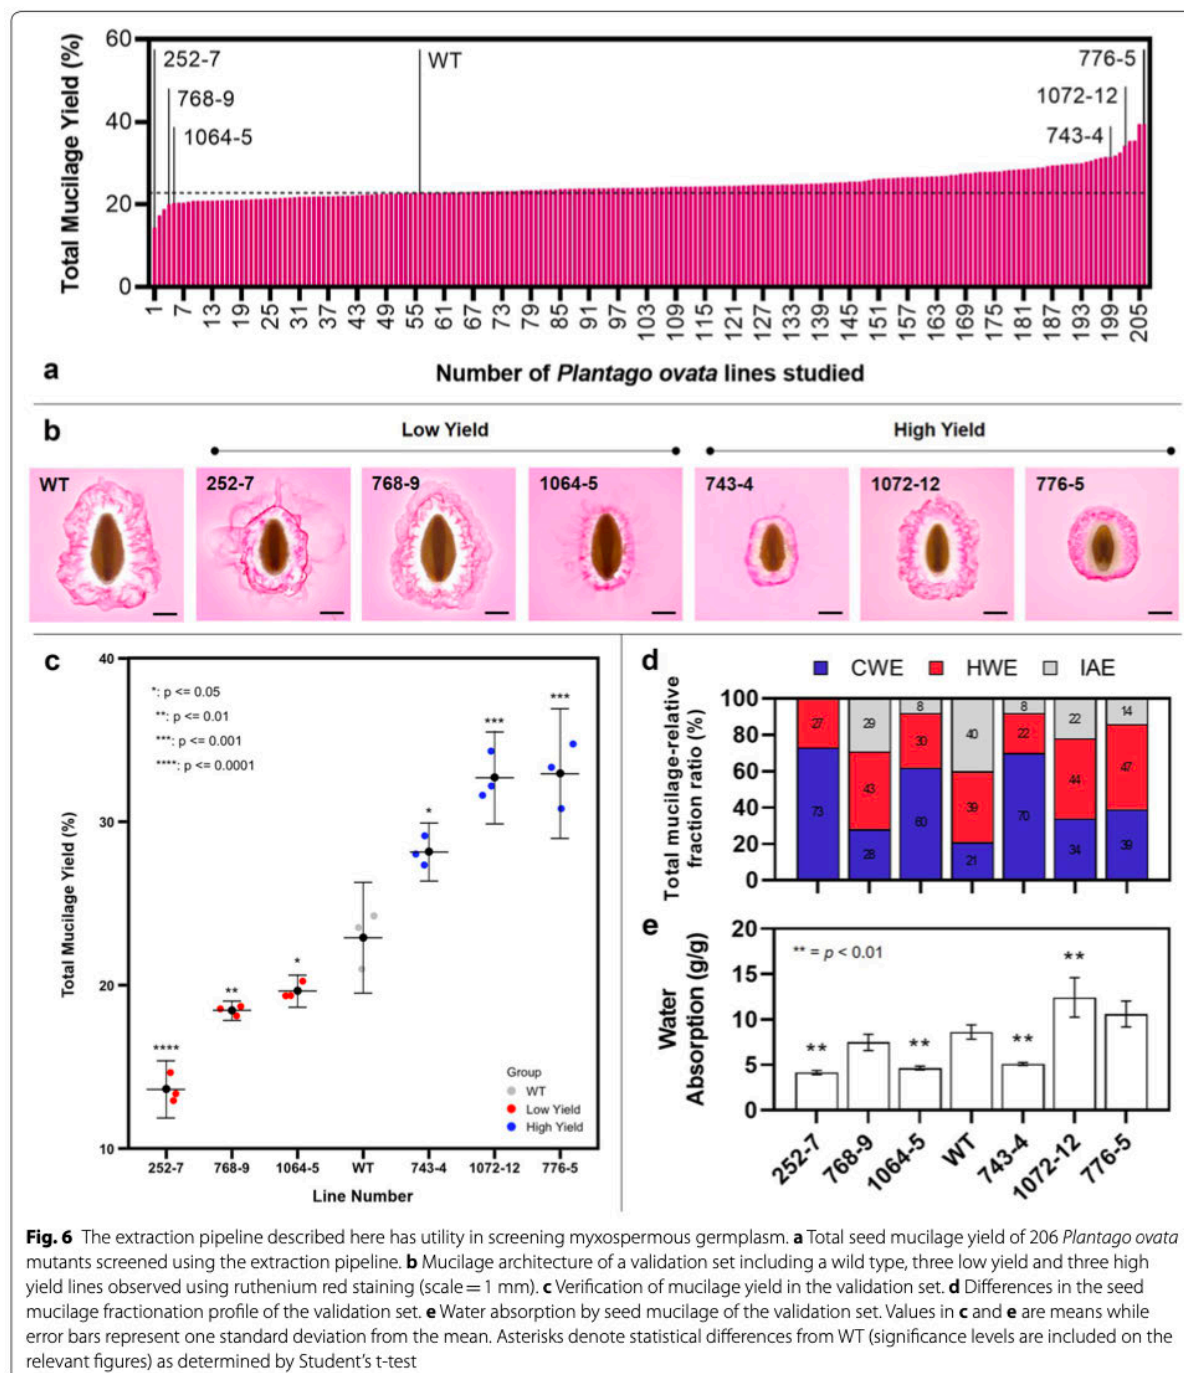 60
40
20
0
Total Mucilage Yield (%)
252-7
768-9
1064-5
WT
776-5
1072-12
743-4
1 7 13 19 25 31 37 43 49 55 61 67 73 79 85 91 97 103 109 115 121 127 133 139 145 151 157 163 169 175 181 187 193 199 205
a
Number of Plantago ovata lines studied
b
Low Yield
High Yield
WT 252-7 768-9 1064-5 743-4 1072-12 776-5
c
40
30
20
10
Total Mucilage Yield (%)
*: p <= 0.05
**: p <= 0.01
***: p <= 0.001
****: p <= 0.0001
****
**
*
*
***
***
Group
WT
Low Yield
High Yield
252-7 768-9 1064-5 WT 743-4 1072-12 776-5
Line Number
d
CWE HWE IAE
Total mucilage-relative
fraction ratio (%)
100
80
60
40
20
0
27 29 8 40 8 22 14
43 30 39 22 44 47
73 28 60 21 70 34 39
e
Water
Absorption (g/g)
20
15
10
5
0
** = p < 0.01
** ** ** **
252-7 768-9 1064-5 WT 743-4 1072-12 776-5
Fig. 6 The extraction pipeline described here has utility in screening myxospermous germplasm. a Total seed mucilage yield of 206 Plantago ovata
mutants screened using the extraction pipeline. b Mucilage architecture of a validation set including a wild type, three low yield and three high
yield lines observed using ruthenium red staining (scale = 1 mm). c Verification of mucilage yield in the validation set. d Differences in the seed
mucilage fractionation profile of the validation set. e Water absorption by seed mucilage of the validation set. Values in c and e are means while
error bars represent one standard deviation from the mean. Asterisks denote statistical differences from WT (significance levels are included on the
relevant figures) as determined by Student's t-test